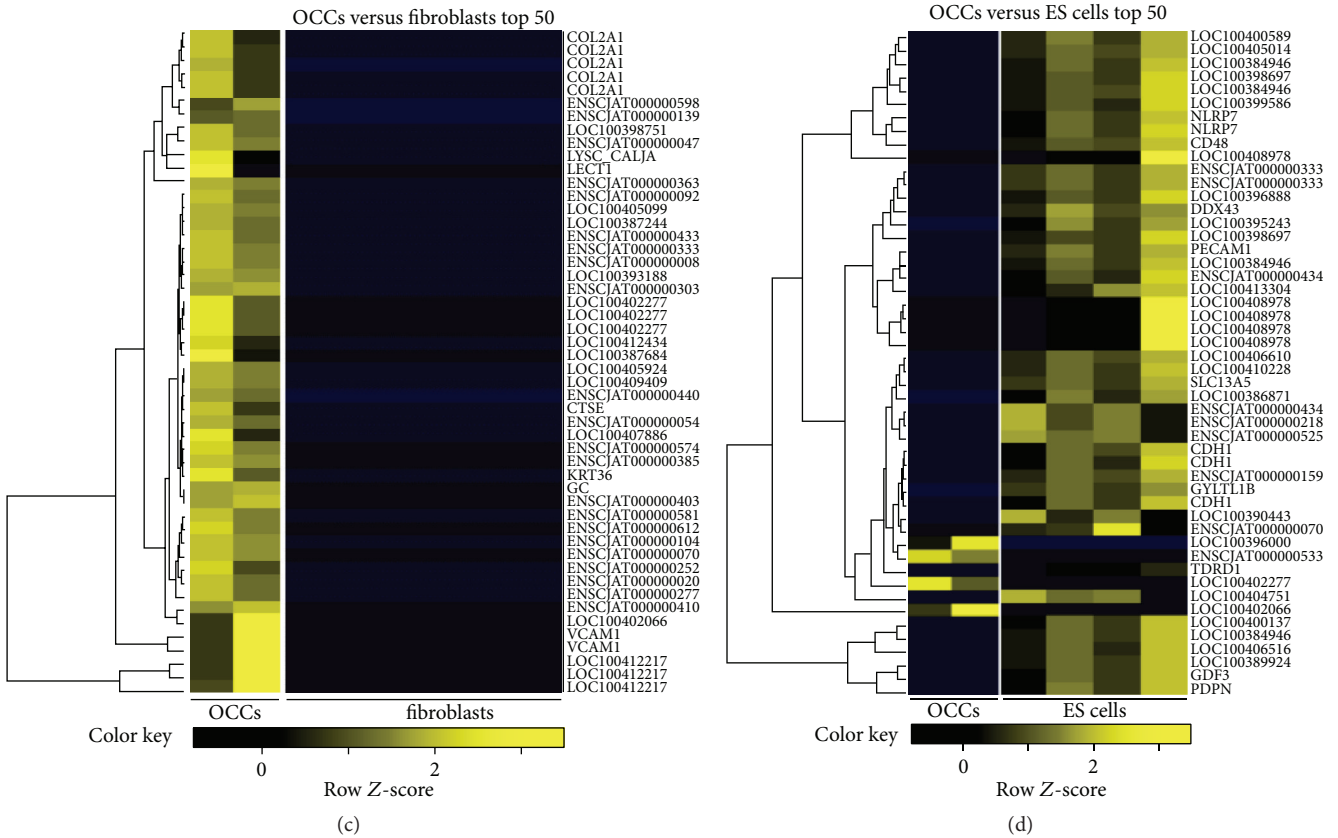 OCCs versus fibroblasts top 50
COL2A1
COL2A1
COL2A1
COL2A1
COL2A1
ENSCJAT000000598
ENSCJAT000000139
LOC100398751
ENSCJAT000000047
LYSC_CALJA
LECT1
ENSCJAT000000363
ENSCJAT000000092
LOC100405099
LOC100387244
ENSCJAT000000433
ENSCJAT000000333
ENSCJAT000000008
LOC100393188
ENSCJAT000000303
LOC100402277
LOC100402277
LOC100402277
LOC100412434
LOC100387684
LOC100405924
LOC100409409
ENSCJAT000000440
CTSE
ENSCJAT000000054
LOC100407886
ENSCJAT000000574
ENSCJAT000000385
KRT36
GC
ENSCJAT000000403
ENSCJAT000000581
ENSCJAT000000612
ENSCJAT000000104
ENSCJAT000000070
ENSCJAT000000252
ENSCJAT000000020
ENSCJAT000000277
ENSCJAT000000410
LOC100402066
VCAM1
VCAM1
LOC100412217
LOC100412217
LOC100412217
OCCs fibroblasts
Color key
0 2
Row Z-score
(c)
OCCs versus ES cells top 50
LOC100400589
LOC100405014
LOC100384946
LOC100398697
LOC100384946
LOC100399586
NLRP7
NLRP7
CD48
LOC100408978
ENSCJAT000000333
ENSCJAT000000333
LOC100396888
DDX43
LOC100395243
LOC100398697
PECAM1
LOC100384946
ENSCJAT000000434
LOC100413304
LOC100408978
LOC100408978
LOC100408978
LOC100408978
LOC100406610
LOC100410228
SLC13A5
LOC100386871
ENSCJAT000000434
ENSCJAT000000218
ENSCJAT000000525
CDH1
CDH1
ENSCJAT000000159
GYLTL1B
CDH1
LOC100390443
ENSCJAT000000070
LOC100396000
ENSCJAT000000533
TDRD1
LOC100402277
LOC100404751
LOC100402066
LOC100400137
LOC100384946
LOC100406516
LOC100389924
GDF3
PDPN
OCCs ES cells
Color key
0 2
Row Z-score
(d)